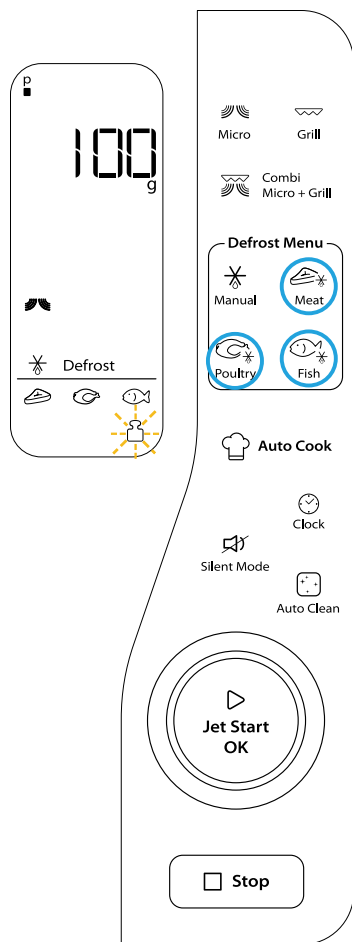 p
100
g
Defrost
Micro
Grill
Combi
Micro + Grill
Defrost Menu
Manual
Meat
Poultry
Fish
Auto Cook
Clock
Silent Mode
Auto Clean
Jet Start
OK
Stop